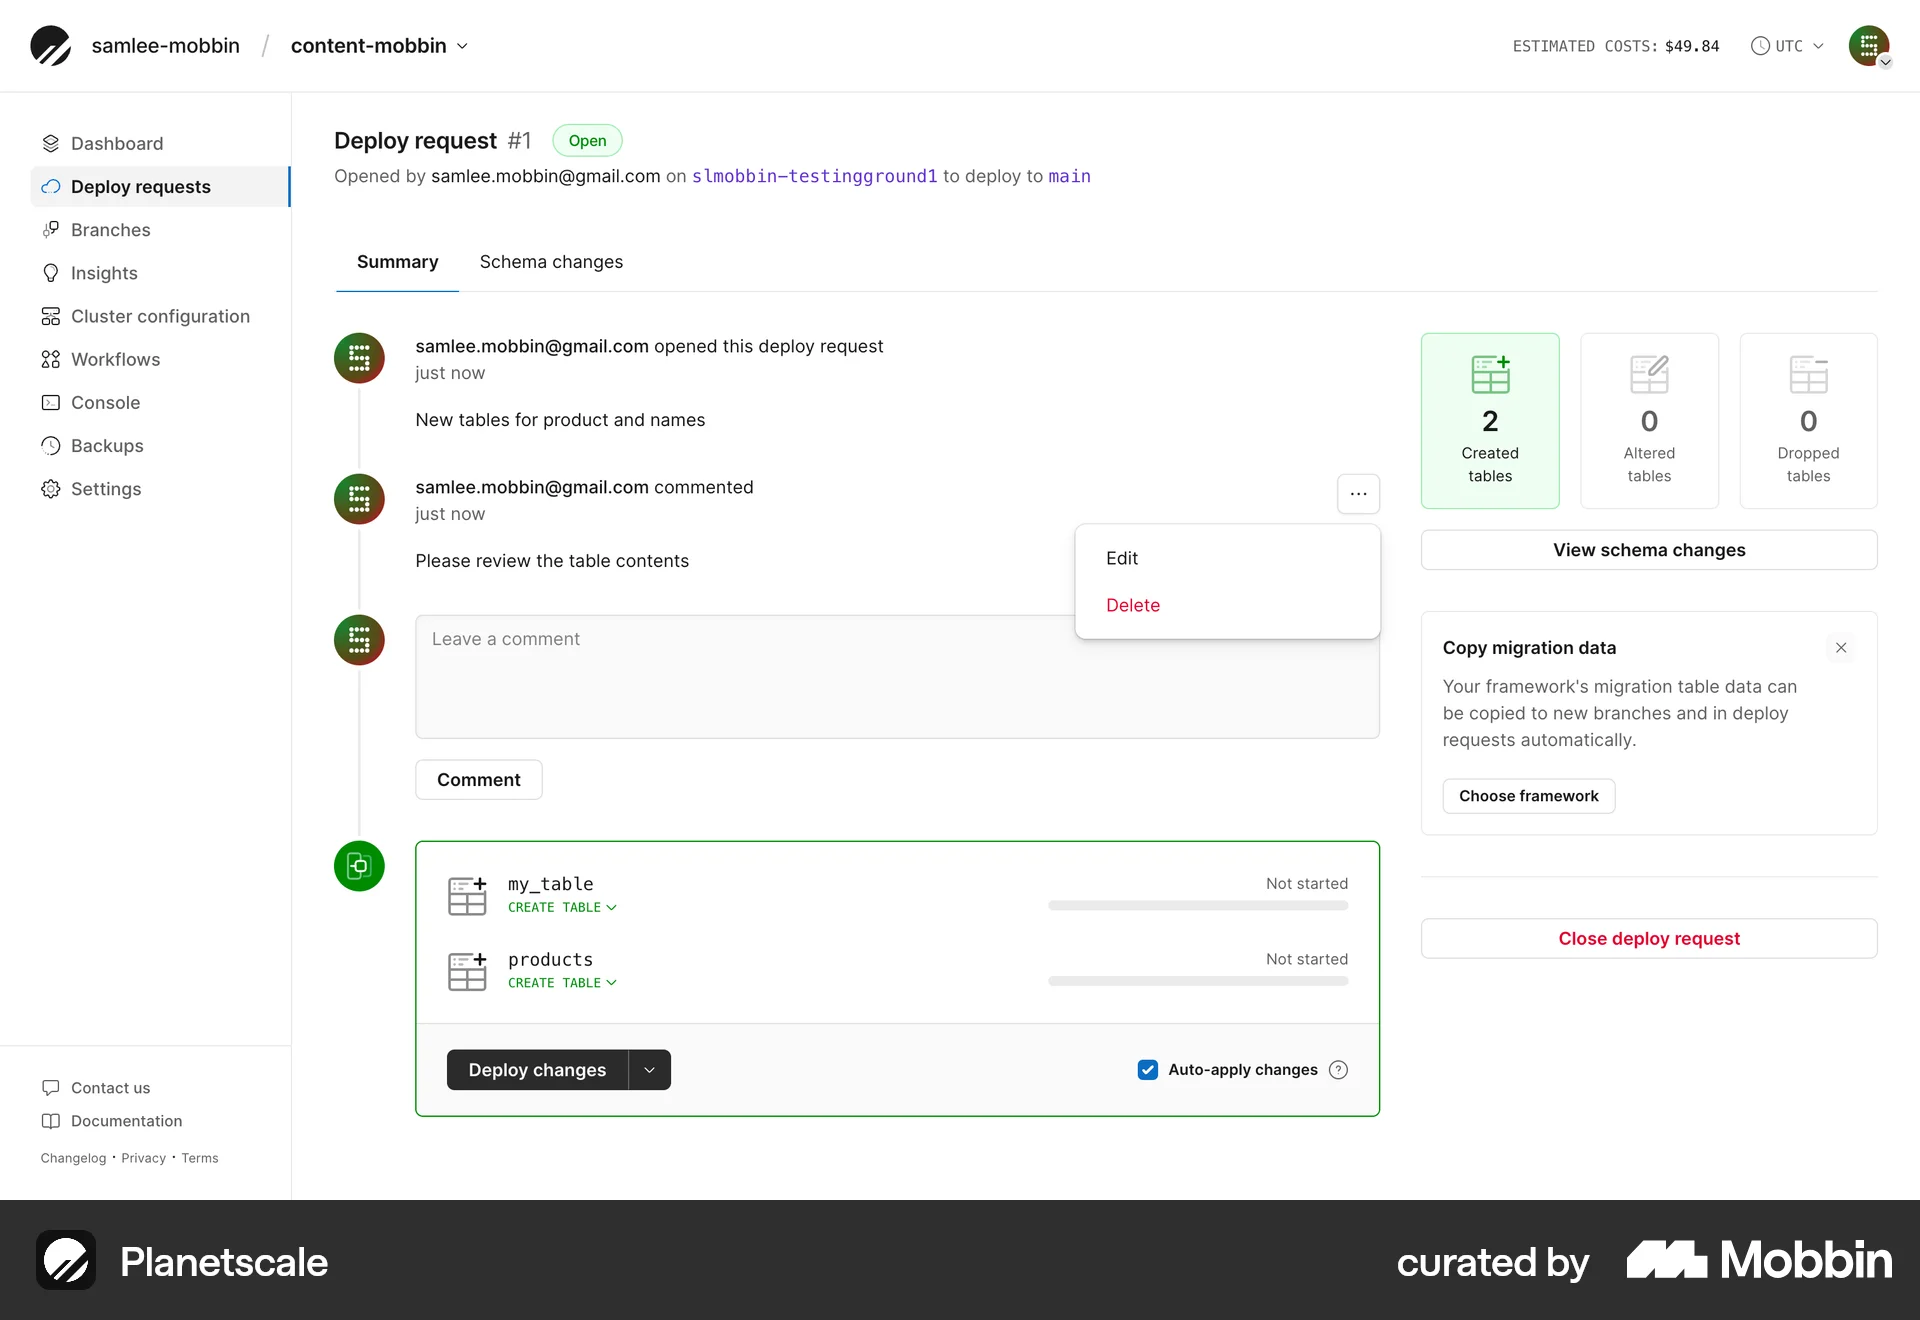 samlee-mobbin / content-mobbin
ESTIMATED COSTS: $49.84
UTC
Dashboard
Deploy requests
Branches
Insights
Cluster configuration
Workflows
Console
Backups
Settings
Contact us
Documentation
Changelog · Privacy · Terms
Deploy request #1
Open
Opened by samlee.mobbin@gmail.com on slmobbin-testingground1 to deploy to main
Summary
Schema changes
samlee.mobbin@gmail.com opened this deploy request
just now
New tables for product and names
samlee.mobbin@gmail.com commented
just now
Please review the table contents
Edit
Delete
Leave a comment
Comment
my_table
CREATE TABLE
Not started
products
CREATE TABLE
Not started
Deploy changes
Auto-apply changes ?
2
Created
tables
0
Altered
tables
0
Dropped
tables
View schema changes
Copy migration data
Your framework's migration table data can
be copied to new branches and in deploy
requests automatically.
Choose framework
Close deploy request
Planetscale
curated by Mobbin